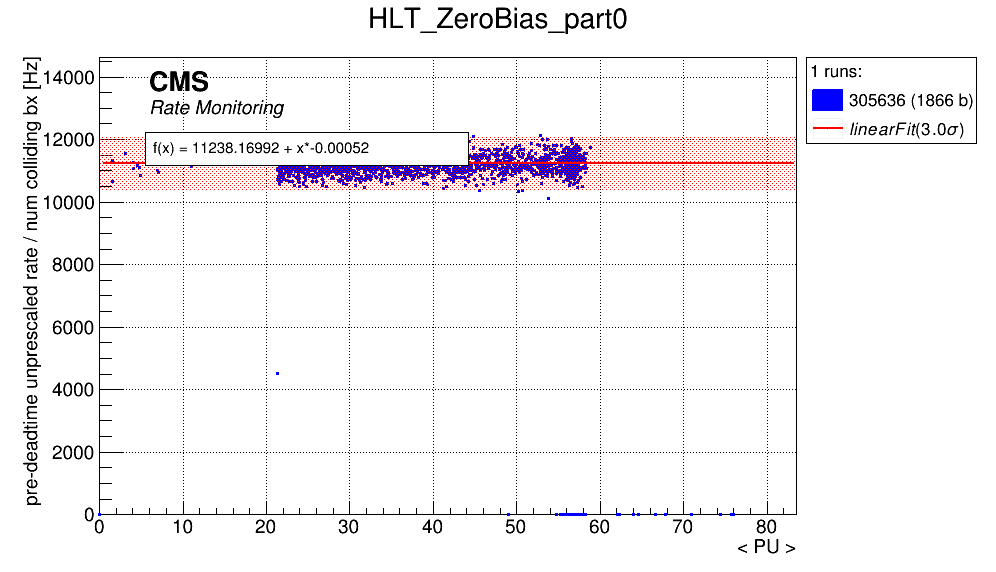 HLT_ZeroBias_part0
pre-deadtime unprescaled rate / num colliding bx [Hz]
14000
12000
10000
8000
6000
4000
2000
0
CMS
Rate Monitoring
f(x) = 11238.16992 + x*-0.00052
1 runs:
305636 (1866 b)
linearFit(3.0σ)
0 10 20 30 40 50 60 70 80
< PU >